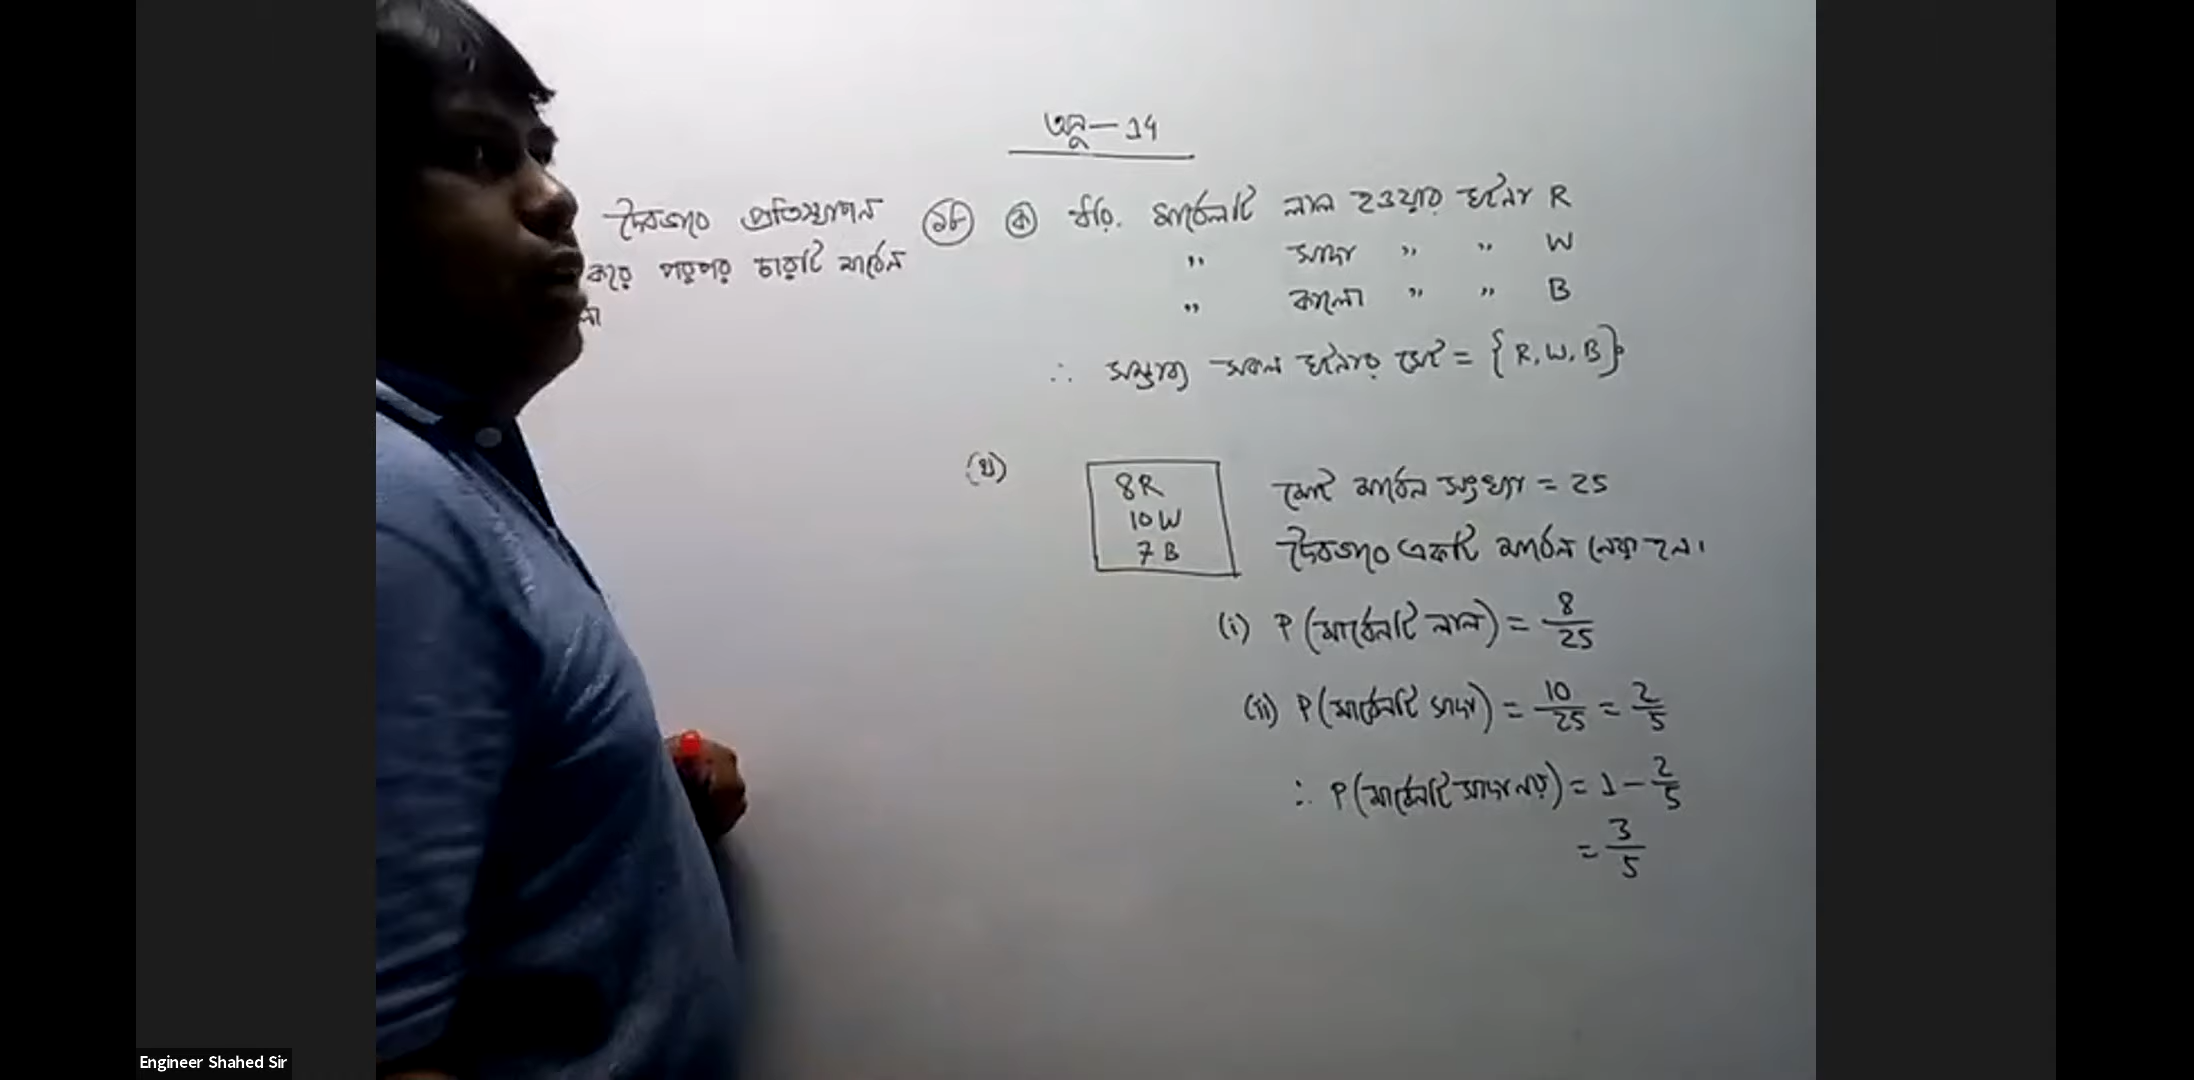 অনু — 14
দৈবভাবে প্রতিস্থাপন
করে পরপর চারটি মার্বেল
১৮ ক ধরি, মার্বেলটি লাল হওয়ার ঘটনা R
" সাদা " " W
" কালো " " B
∴ সম্ভাব্য সকল ঘটনার সেট = {R, W, B}
(খ)
8R
10W
7B
মোট মার্বেল সংখ্যা = 25
দৈবভাবে একটি মার্বেল নেয়া হল।
(i) P(মার্বেলটি লাল) = 8/25
(ii) P(মার্বেলটি সাদা) = 10/25 = 2/5
∴ P(মার্বেলটি সাদা নয়) = 1 - 2/5
= 3/5
Engineer Shahed Sir